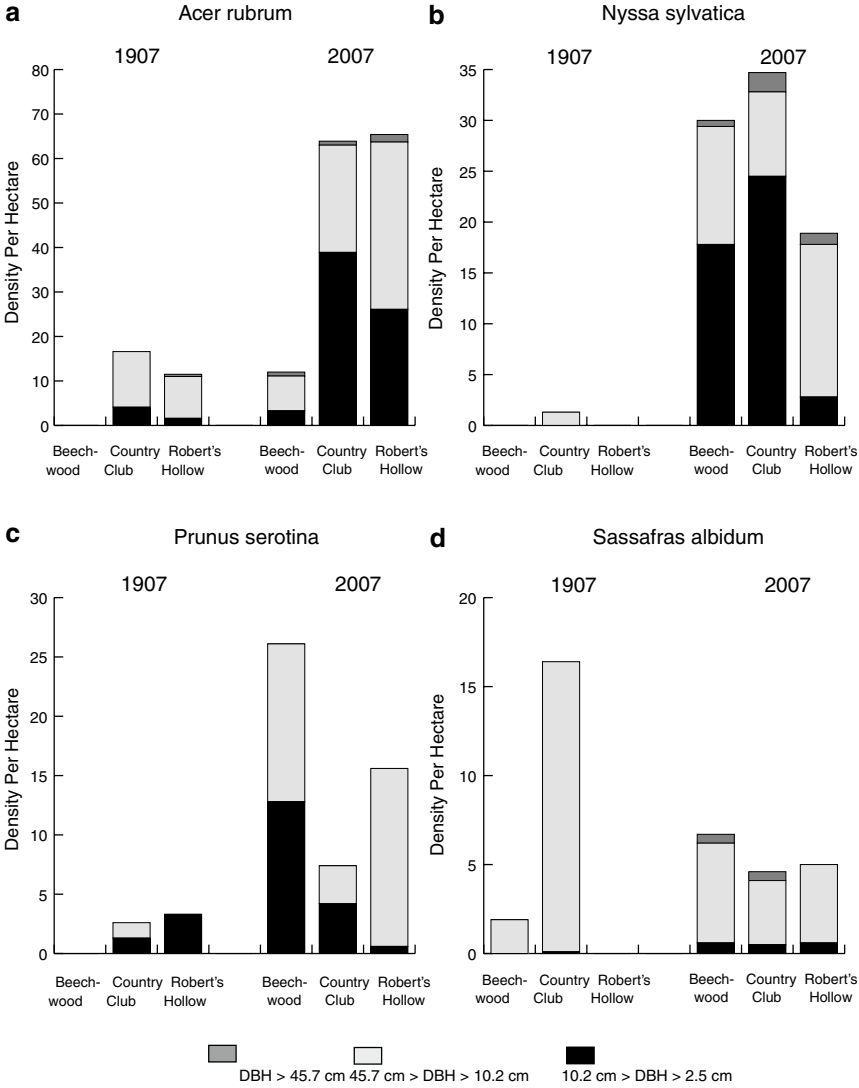 a Acer rubrum
1907 2007
80
70
60
50
40
30
20
10
0
Density Per Hectare
Beech- Country Robert's Beech- Country Robert's
wood Club Hollow wood Club Hollow
b Nyssa sylvatica
1907 2007
35
30
25
20
15
10
5
0
Density Per Hectare
Beech- Country Robert's Beech- Country Robert's
wood Club Hollow wood Club Hollow
c Prunus serotina
1907 2007
30
25
20
15
10
5
0
Density Per Hectare
Beech- Country Robert's Beech- Country Robert's
wood Club Hollow wood Club Hollow
d Sassafras albidum
1907 2007
20
15
10
5
0
Density Per Hectare
Beech- Country Robert's Beech- Country Robert's
wood Club Hollow wood Club Hollow
DBH > 45.7 cm 45.7 cm > DBH > 10.2 cm 10.2 cm > DBH > 2.5 cm